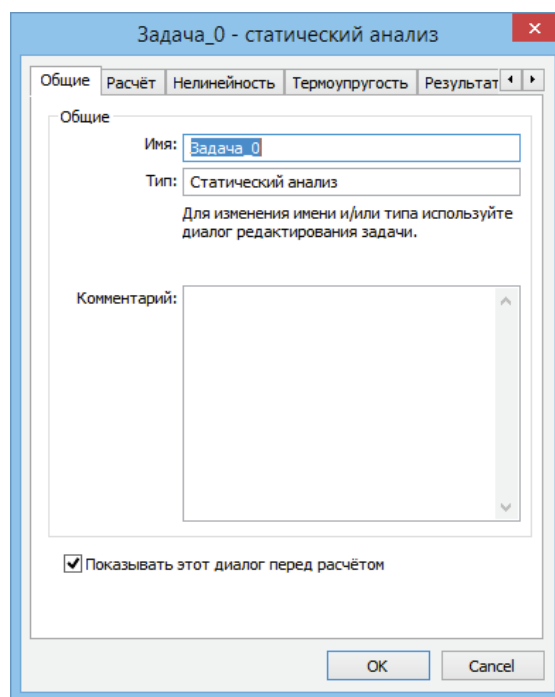 Задача_0 - статический анализ
Общие Расчёт Нелинейность Термоупругость Результат
Общие
Имя: Задача_0
Тип: Статический анализ
Для изменения имени и/или типа используйте
диалог редактирования задачи.
Комментарий:
Показывать этот диалог перед расчётом
OK Cancel